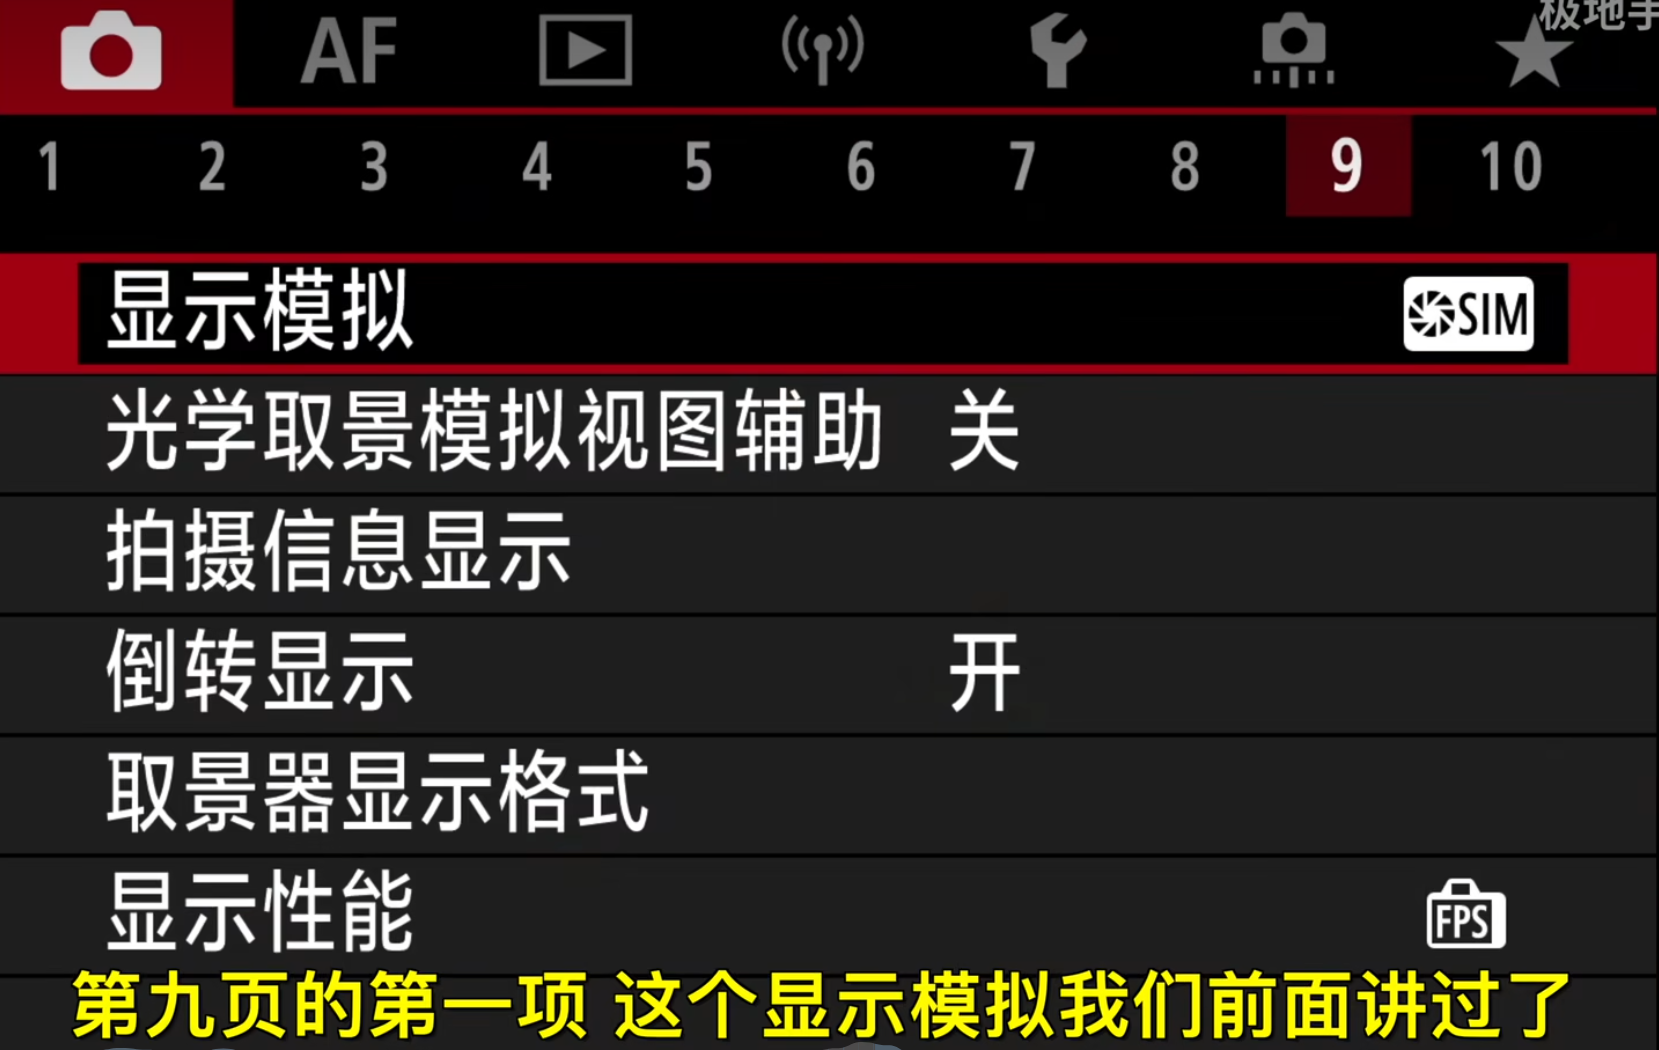 极地手
AF
1 2 3 4 5 6 7 8 9 10
显示模拟 SIM
光学取景模拟视图辅助 关
拍摄信息显示
倒转显示 开
取景器显示格式
显示性能 FPS
第九页的第一项 这个显示模拟我们前面讲过了